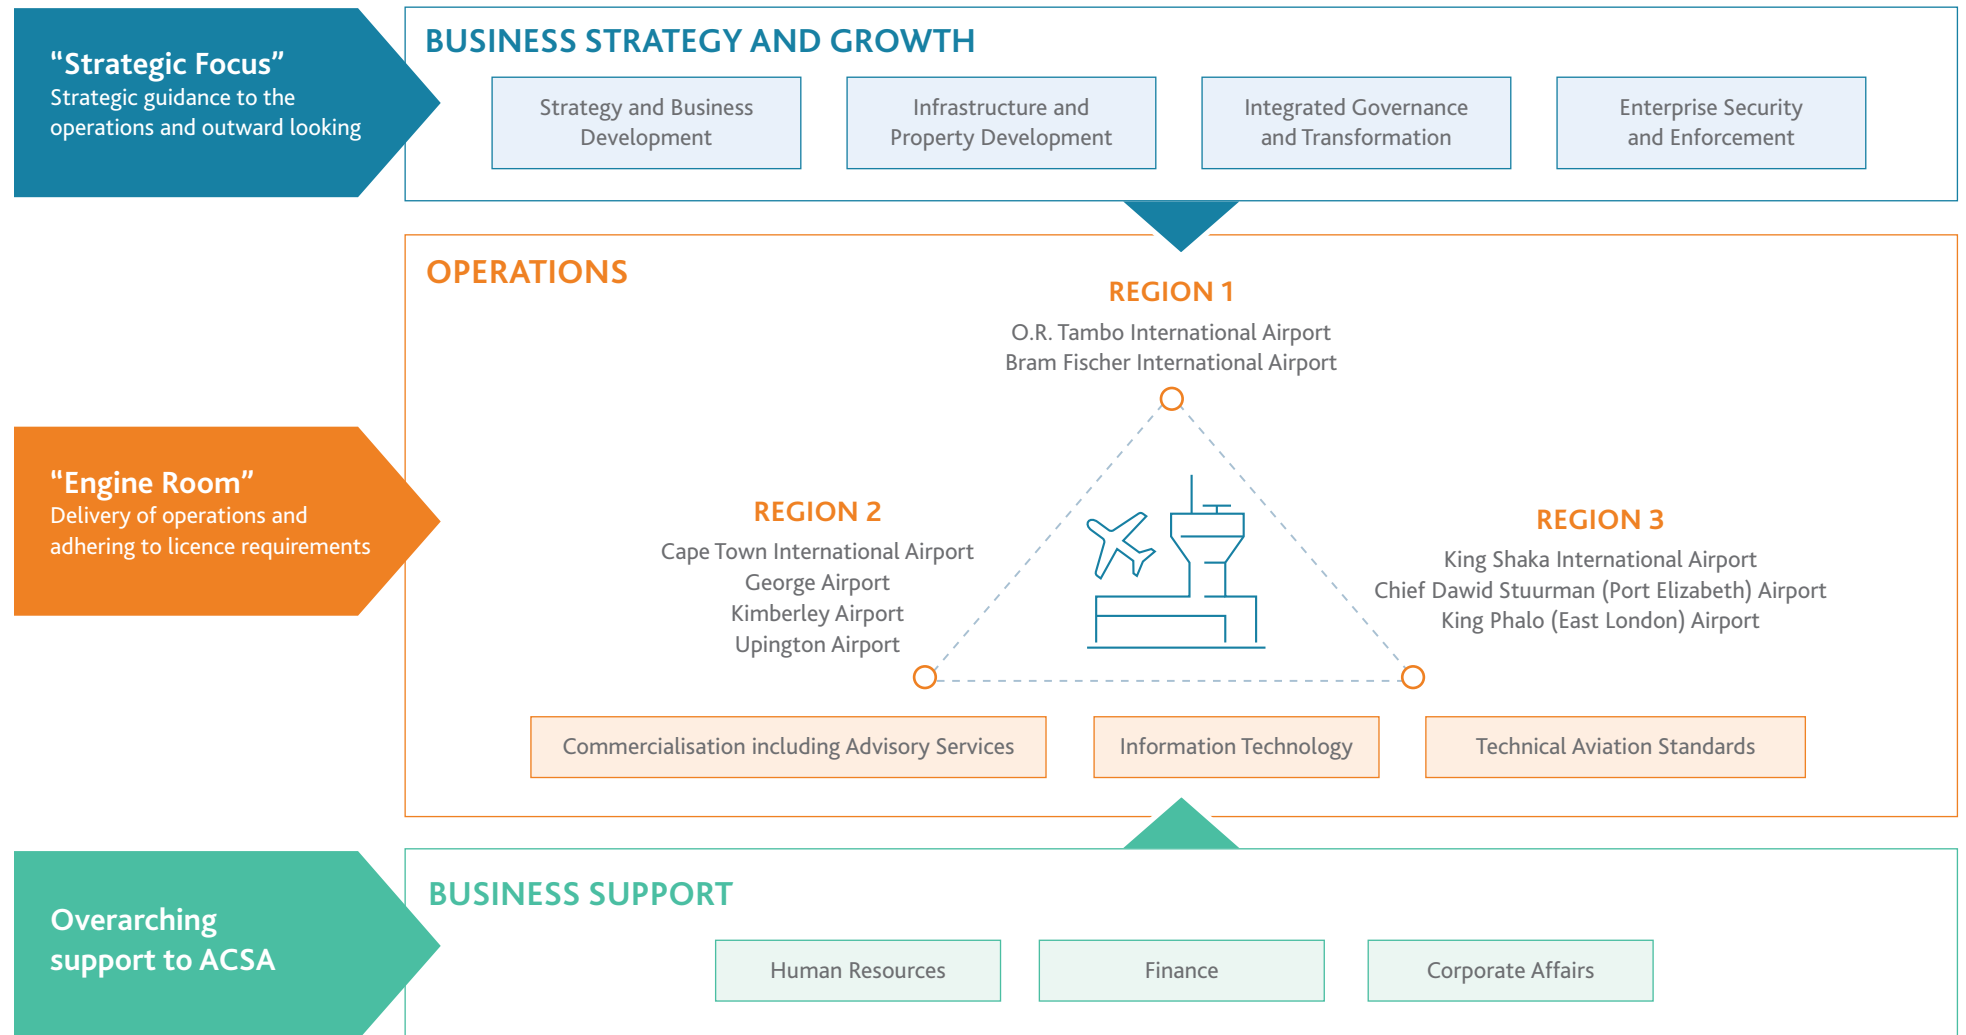 “Strategic Focus”
Strategic guidance to the
operations and outward looking
BUSINESS STRATEGY AND GROWTH
Strategy and Business
Development
Infrastructure and
Property Development
Integrated Governance
and Transformation
Enterprise Security
and Enforcement
“Engine Room”
Delivery of operations and
adhering to licence requirements
OPERATIONS
REGION 1
O.R. Tambo International Airport
Bram Fischer International Airport
REGION 2
Cape Town International Airport
George Airport
Kimberley Airport
Upington Airport
REGION 3
King Shaka International Airport
Chief Dawid Stuurman (Port Elizabeth) Airport
King Phalo (East London) Airport
Commercialisation including Advisory Services
Information Technology
Technical Aviation Standards
Overarching
support to ACSA
BUSINESS SUPPORT
Human Resources
Finance
Corporate Affairs